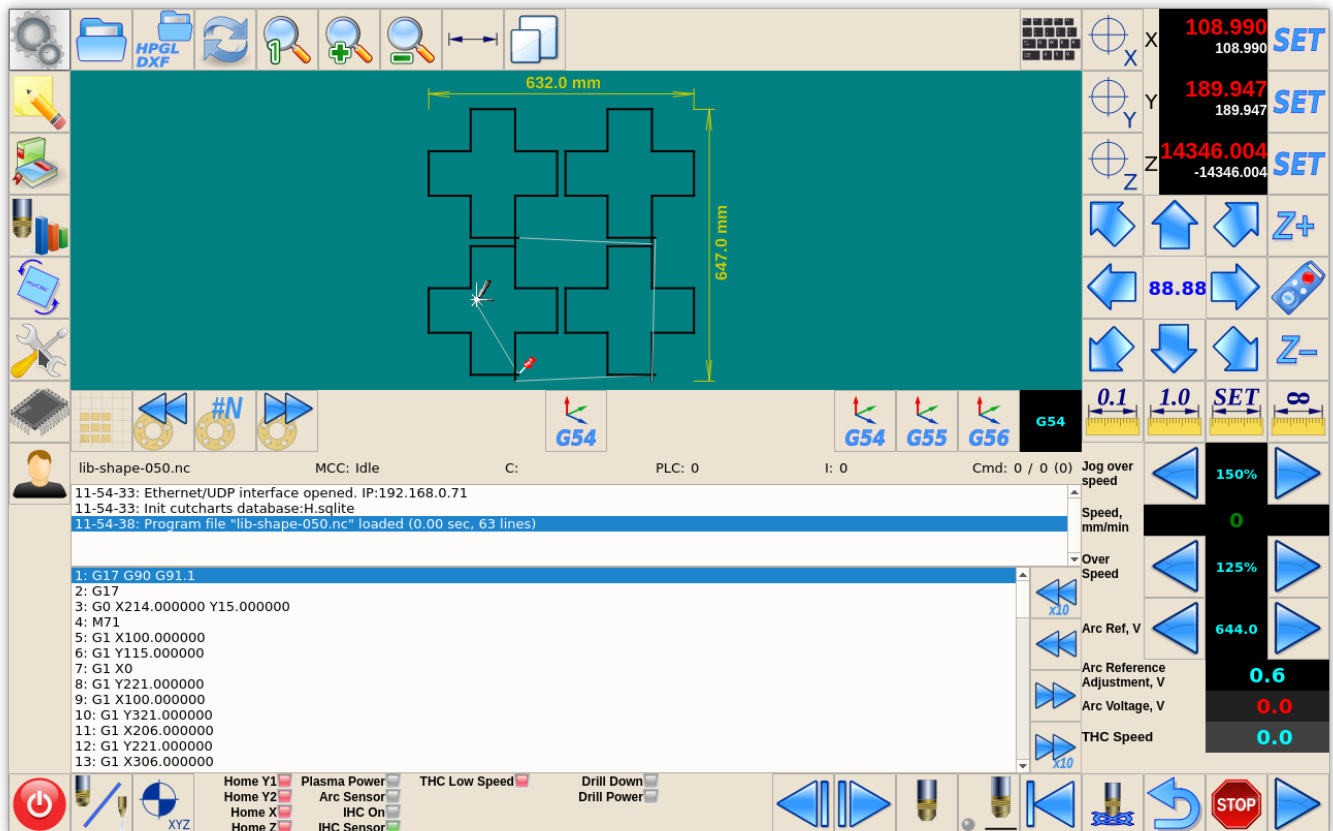 HPGL
DXF
1
X
X
108.990
108.990
SET
632.0 mm
647.0 mm
Y
Y
189.947
189.947
SET
Z
Z
14346.004
-14346.004
SET
myCNC
Z+
88.88
Z-
0.1
1.0
SET
∞
#N
G54
G54
G55
G56
G54
lib-shape-050.nc
MCC: Idle
C:
PLC: 0
I: 0
Cmd: 0 / 0 (0)
11-54-33: Ethernet/UDP interface opened. IP:192.168.0.71
11-54-33: Init cutcharts database:H.sqlite
11-54-38: Program file "lib-shape-050.nc" loaded (0.00 sec, 63 lines)
Jog over
speed
150%
Speed,
mm/min
0
Over
Speed
125%
Arc Ref, V
644.0
Arc Reference
Adjustment, V
0.6
Arc Voltage, V
0.0
THC Speed
0.0
1: G17 G90 G91.1
2: G17
3: G0 X214.000000 Y15.000000
4: M71
5: G1 X100.000000
6: G1 Y115.000000
7: G1 X0
8: G1 Y221.000000
9: G1 X100.000000
10: G1 Y321.000000
11: G1 X206.000000
12: G1 Y221.000000
13: G1 X306.000000
x10
x10
XYZ
Home Y1
Home Y2
Home X
Home Z
Plasma Power
Arc Sensor
IHC On
IHC Sensor
THC Low Speed
Drill Down
Drill Power
STOP